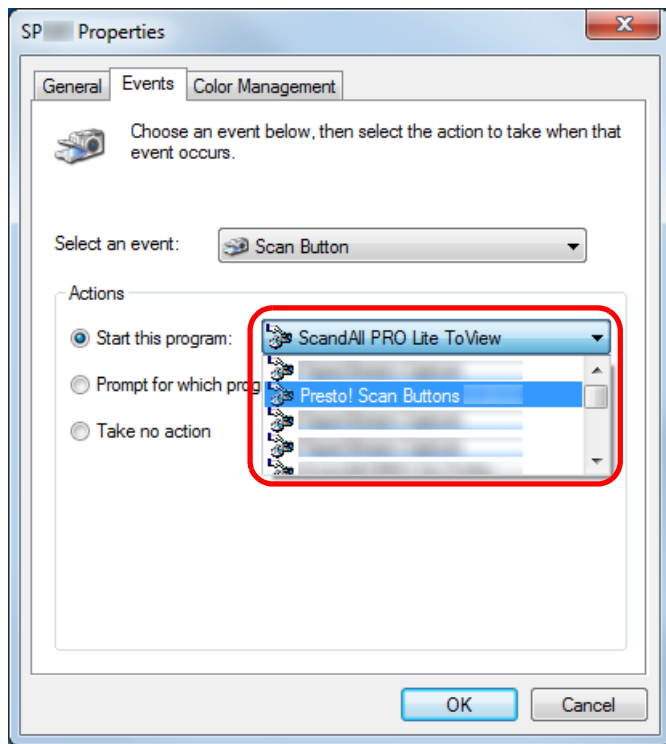 SP Properties
General Events Color Management
Choose an event below, then select the action to take when that
event occurs.
Select an event: Scan Button
Actions
Start this program: ScandAll PRO Lite ToView
Prompt for which prog
Presto! Scan Buttons
Take no action
OK Cancel